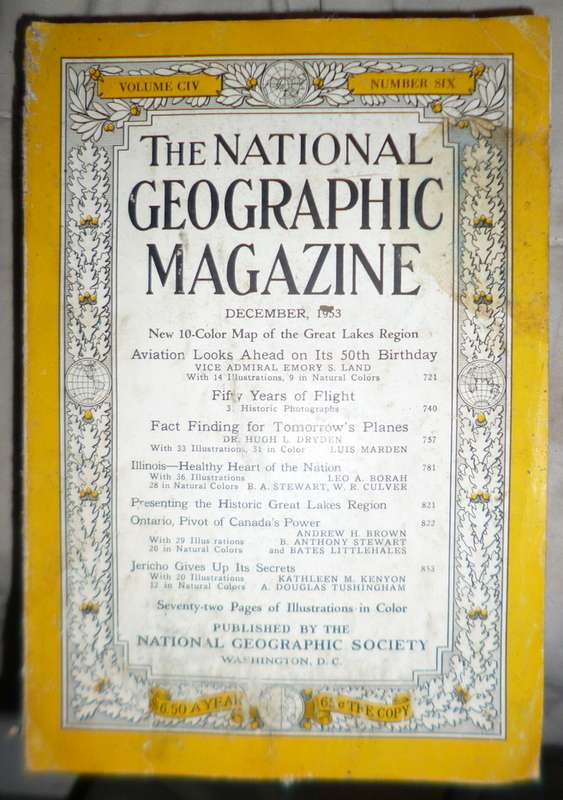 VOLUME CIV NUMBER SIX
THE NATIONAL
GEOGRAPHIC
MAGAZINE
DECEMBER, 1953
New 10-Color Map of the Great Lakes Region
Aviation Looks Ahead on Its 50th Birthday
VICE ADMIRAL EMORY S. LAND
With 14 Illustrations, 9 in Natural Colors 721
Fifty Years of Flight
Historic Photographs 740
Fact Finding for Tomorrow's Planes
DR. HUGH L. DRYDEN 757
With 33 Illustrations, 31 in Color LUIS MARDEN
Illinois—Healthy Heart of the Nation 781
With 36 Illustrations LEO A. BORAH
28 in Natural Colors B. A. STEWART, W. R. CULVER
Presenting the Historic Great Lakes Region 821
Ontario, Pivot of Canada's Power 822
ANDREW H. BROWN
With 29 Illustrations B. ANTHONY STEWART
20 in Natural Colors and BATES LITTLEHALES
Jericho Gives Up Its Secrets 853
With 20 Illustrations KATHLEEN M. KENYON
12 in Natural Colors A. DOUGLAS TUSHINGHAM
Seventy-two Pages of Illustrations in Color
PUBLISHED BY THE
NATIONAL GEOGRAPHIC SOCIETY
WASHINGTON, D. C.
6.50 A YEAR THE COPY